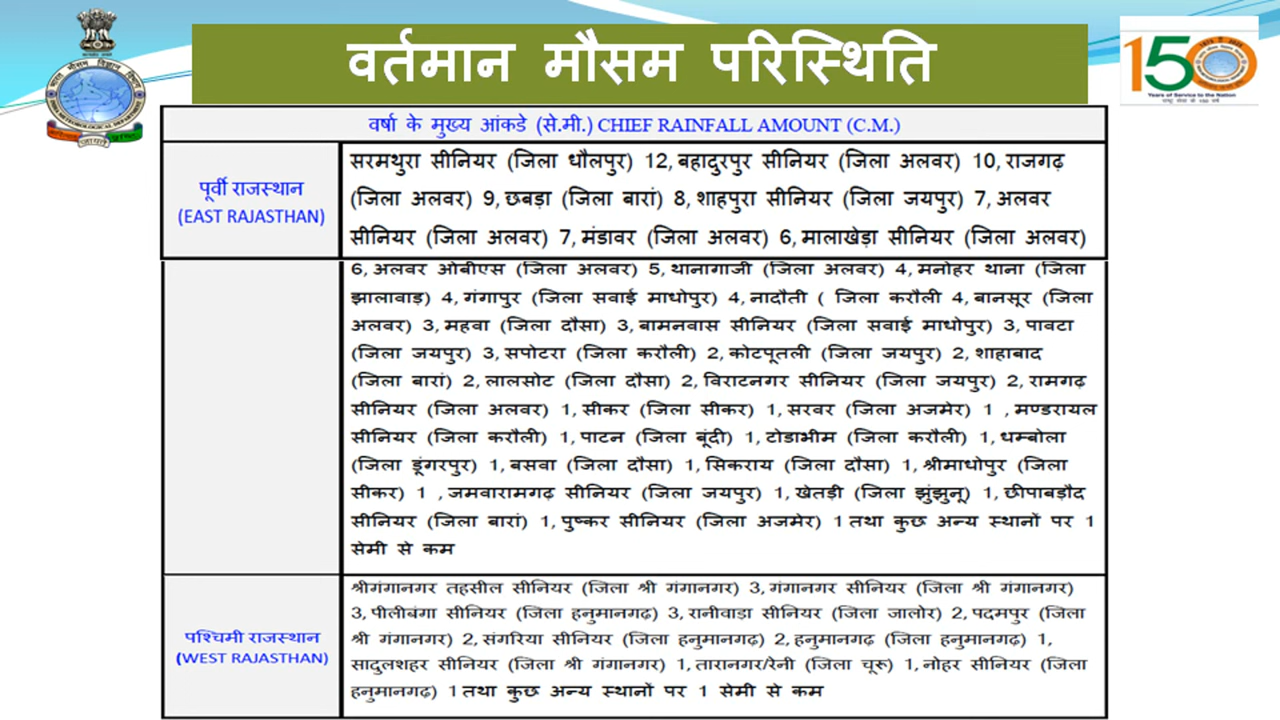 वर्तमान मौसम परिस्थिति
150
Years of Service to the Nation
वर्षा के मुख्य आंकडे (से.मी.) CHIEF RAINFALL AMOUNT (C.M.)
पूर्वी राजस्थान
(EAST RAJASTHAN)
सरमथुरा सीनियर (जिला धौलपुर) 12, बहादुरपुर सीनियर (जिला अलवर) 10, राजगढ़
(जिला अलवर) 9, छबड़ा (जिला बारां) 8, शाहपुरा सीनियर (जिला जयपुर) 7, अलवर
सीनियर (जिला अलवर) 7, मंडावर (जिला अलवर) 6, मालाखेड़ा सीनियर (जिला अलवर)
6, अलवर ओबीएस (जिला अलवर) 5, थानागाजी (जिला अलवर) 4, मनोहर थाना (जिला
झालावाड़) 4, गंगापुर (जिला सवाई माधोपुर) 4, नादौती ( जिला करौली 4, बानसूर (जिला
अलवर) 3, महवा (जिला दौसा) 3, बामनवास सीनियर (जिला सवाई माधोपुर) 3, पावटा
(जिला जयपुर) 3, सपोटरा (जिला करौली) 2, कोटपूतली (जिला जयपुर) 2, शाहाबाद
(जिला बारां) 2, लालसोट (जिला दौसा) 2, विराटनगर सीनियर (जिला जयपुर) 2, रामगढ़
सीनियर (जिला अलवर) 1, सीकर (जिला सीकर) 1, सरवर (जिला अजमेर) 1 , मण्डरायल
सीनियर (जिला करौली) 1, पाटन (जिला बूंदी) 1, टोडाभीम (जिला करौली) 1, धम्बोला
(जिला डूंगरपुर) 1, बसवा (जिला दौसा) 1, सिकराय (जिला दौसा) 1, श्रीमाधोपुर (जिला
सीकर) 1 , जमवारामगढ़ सीनियर (जिला जयपुर) 1, खेतड़ी (जिला झुंझुनू) 1, छीपाबड़ौद
सीनियर (जिला बारां) 1, पुष्कर सीनियर (जिला अजमेर) 1 तथा कुछ अन्य स्थानों पर 1
सेमी से कम
पश्चिमी राजस्थान
(WEST RAJASTHAN)
श्रीगंगानगर तहसील सीनियर (जिला श्री गंगानगर) 3, गंगानगर सीनियर (जिला श्री गंगानगर)
3, पीलीबंगा सीनियर (जिला हनुमानगढ़) 3, रानीवाड़ा सीनियर (जिला जालोर) 2, पदमपुर (जिला
श्री गंगानगर) 2, संगरिया सीनियर (जिला हनुमानगढ़) 2, हनुमानगढ़ (जिला हनुमानगढ़) 1,
सादुलशहर सीनियर (जिला श्री गंगानगर) 1, तारानगर/रेनी (जिला चूरू) 1, नोहर सीनियर (जिला
हनुमानगढ़) 1 तथा कुछ अन्य स्थानों पर 1 सेमी से कम